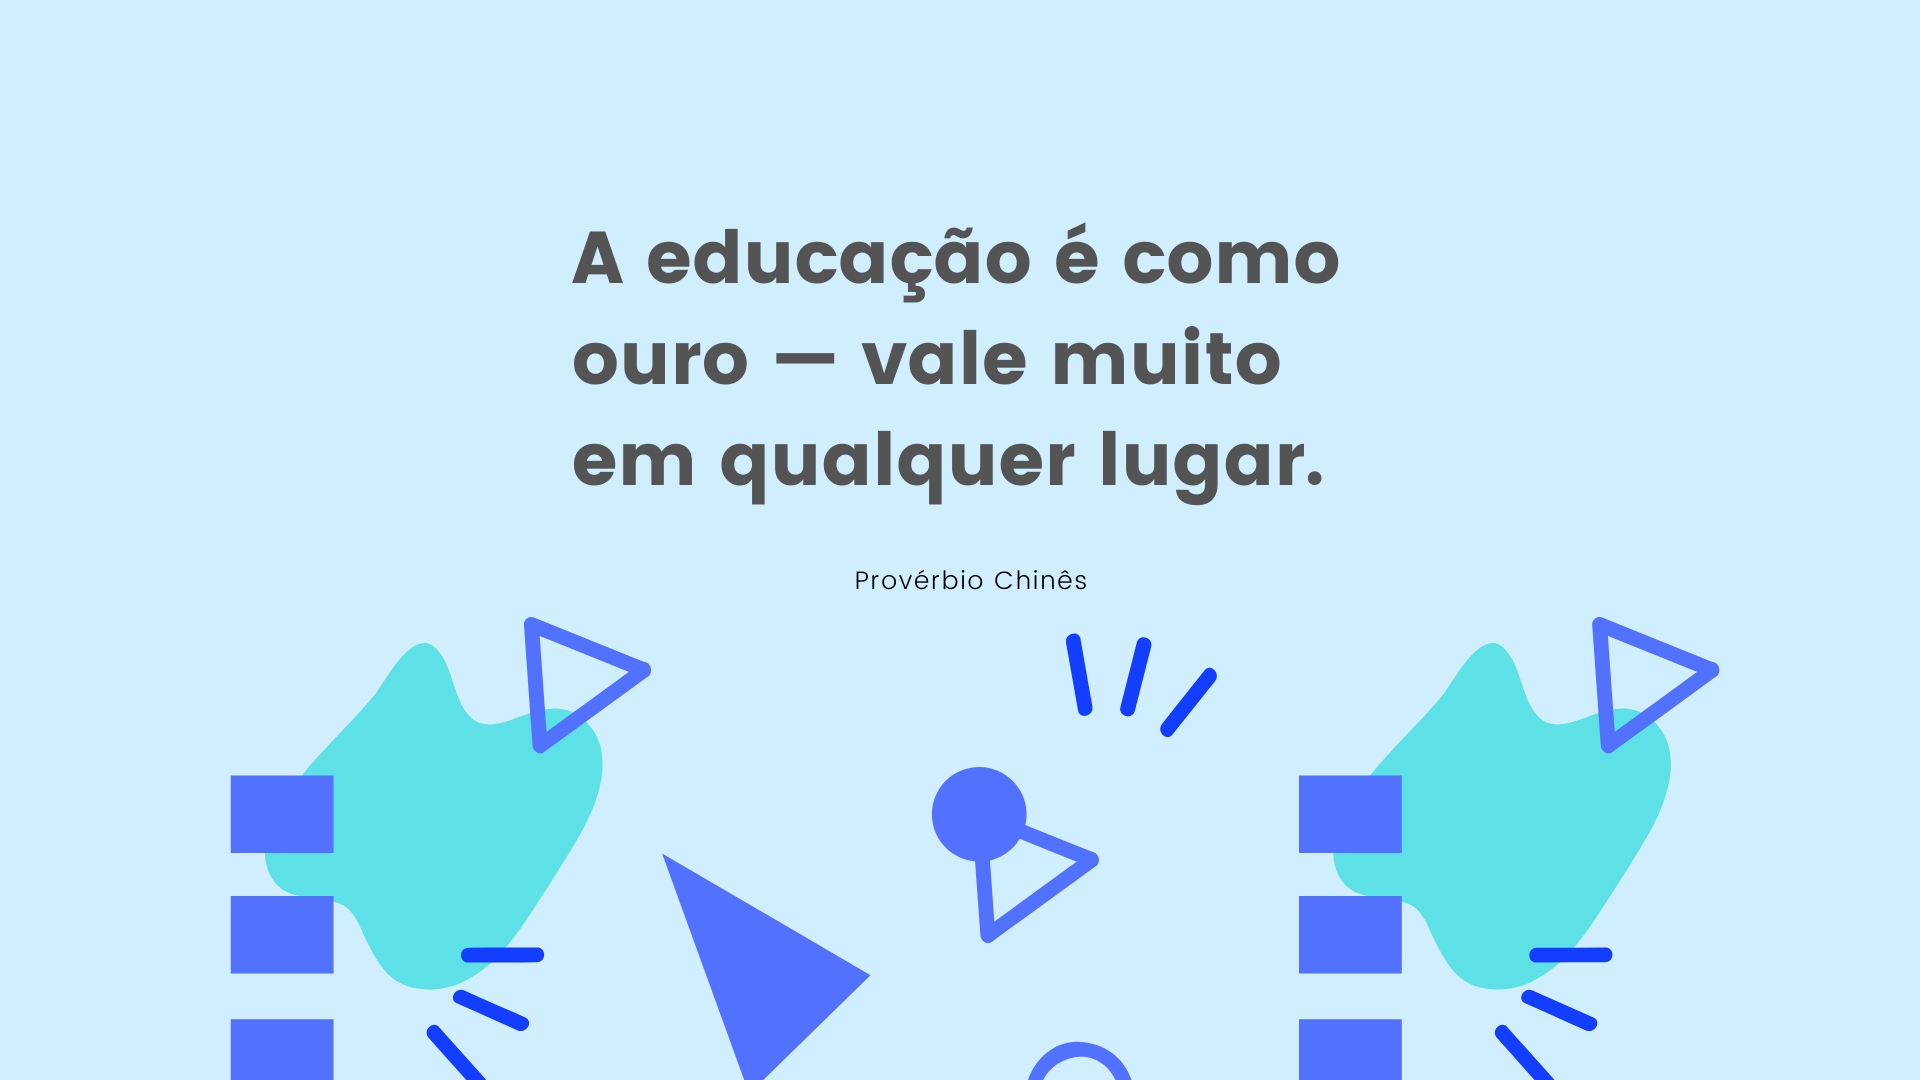 A educação é como
ouro — vale muito
em qualquer lugar.
Provérbio Chinês